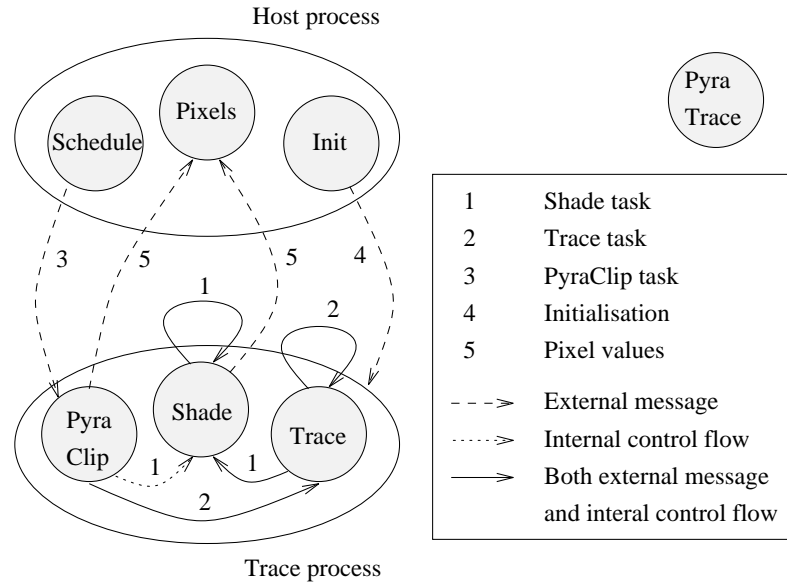 Host process
Schedule
Pixels
Init
Pyra
Trace
3
5
5
4
1
2
Pyra
Clip
Shade
Trace
1
1
2
Trace process
1 Shade task
2 Trace task
3 PyraClip task
4 Initialisation
5 Pixel values
External message
Internal control flow
Both external message
and interal control flow